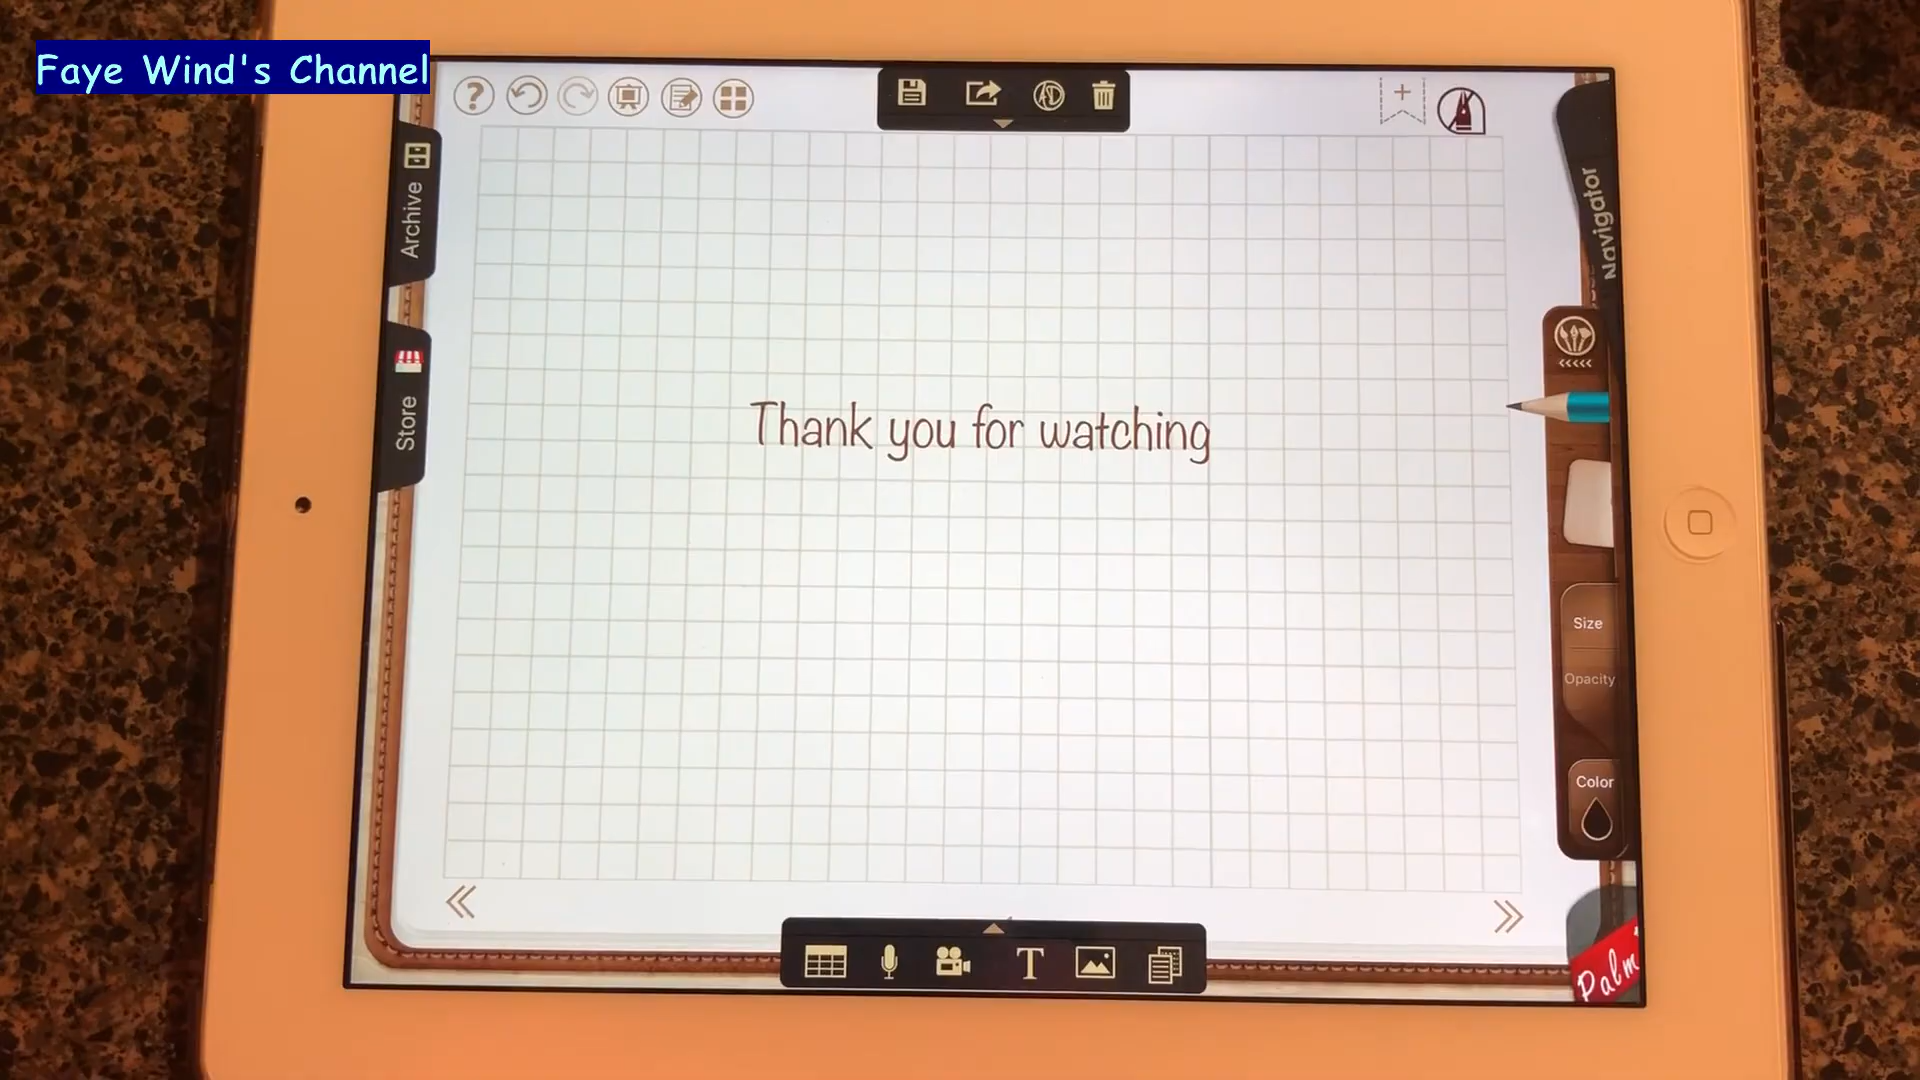 Faye Wind's Channel
Archive
Store
Navigator
Thank you for watching
Size
Opacity
Color
T
Palm